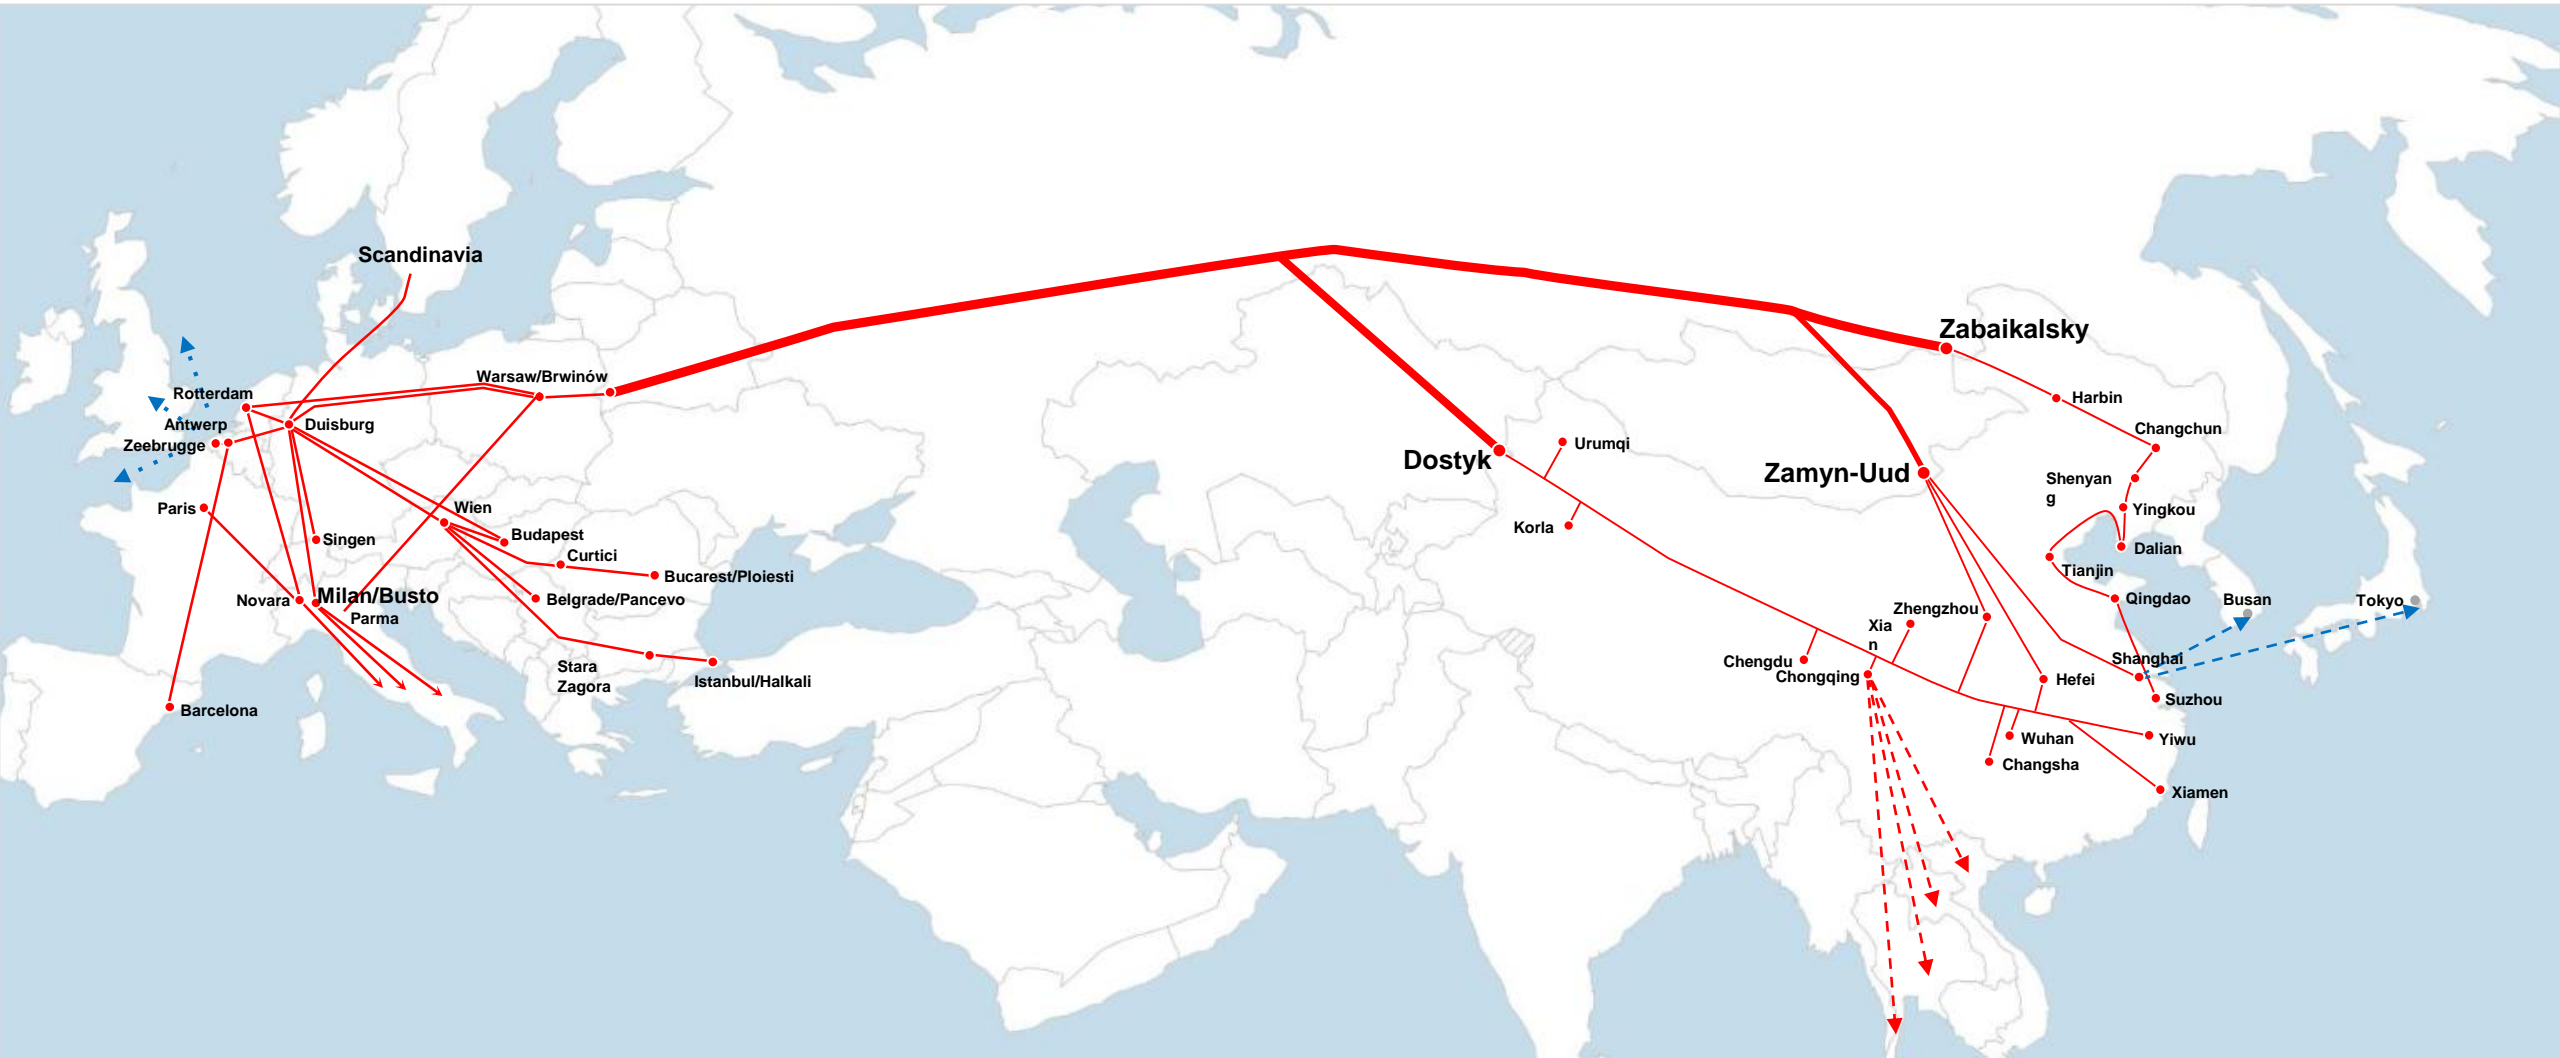 Scandinavia
Zabaikalsky
Warsaw/Brwinów
Rotterdam
Harbin
Antwerp
Duisburg
Changchun
Zeebrugge
Urumqi
Dostyk
Zamyn-Uud
Shenyan
g
Paris
Wien
Yingkou
Korla
Singen
Budapest
Curtici
Dalian
Tianjin
Bucarest/Ploiesti
Novara
Milan/Busto
Belgrade/Pancevo
Parma
Zhengzhou
Qingdao
Busan
Tokyo
Xia
n
Stara
Zagora
Istanbul/Halkali
Chengdu
Chongqing
Shanghai
Hefei
Suzhou
Barcelona
Wuhan
Yiwu
Changsha
Xiamen